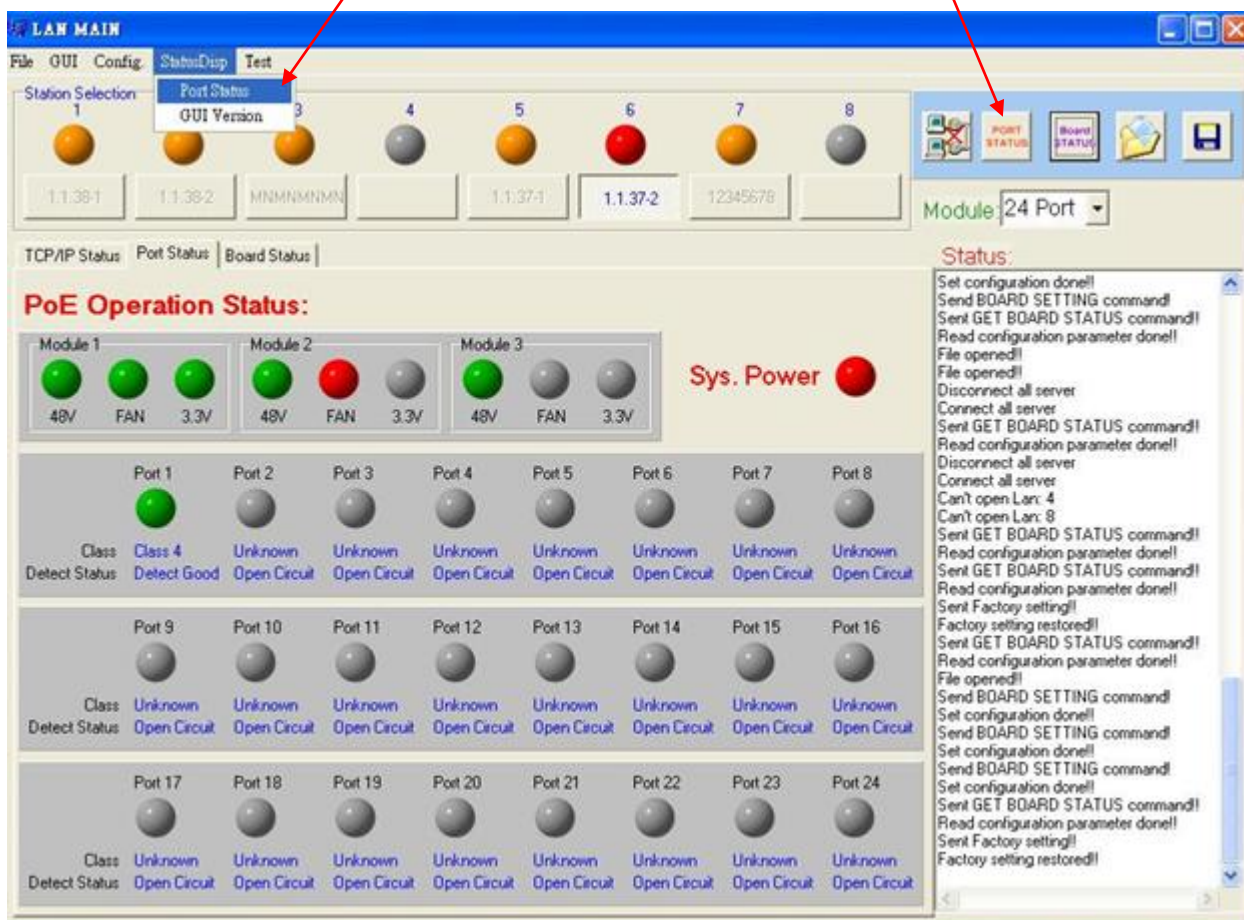 LAN MAIN
File GUI Config. StatusDisp Test
Port Status
GUI Version
Station Selection
1 3 4 5 6 7 8
1.1.38-1 1.1.38-2 MNMNMNMN 1.1.37-1 1.1.37-2 12345678
PORT STATUS
Board STATUS
Module: 24 Port
TCP/IP Status Port Status Board Status
PoE Operation Status:
Module 1 Module 2 Module 3
48V FAN 3.3V 48V FAN 3.3V 48V FAN 3.3V
Sys. Power
Port 1 Port 2 Port 3 Port 4 Port 5 Port 6 Port 7 Port 8
Class Class 4 Unknown Unknown Unknown Unknown Unknown Unknown Unknown
Detect Status Detect Good Open Circuit Open Circuit Open Circuit Open Circuit Open Circuit Open Circuit Open Circuit
Port 9 Port 10 Port 11 Port 12 Port 13 Port 14 Port 15 Port 16
Class Unknown Unknown Unknown Unknown Unknown Unknown Unknown Unknown
Detect Status Open Circuit Open Circuit Open Circuit Open Circuit Open Circuit Open Circuit Open Circuit Open Circuit
Port 17 Port 18 Port 19 Port 20 Port 21 Port 22 Port 23 Port 24
Class Unknown Unknown Unknown Unknown Unknown Unknown Unknown Unknown
Detect Status Open Circuit Open Circuit Open Circuit Open Circuit Open Circuit Open Circuit Open Circuit Open Circuit
Status:
Set configuration done!!
Send BOARD SETTING command!
Sent GET BOARD STATUS command!!
Read configuration parameter done!!
File opened!!
File opened!!
Disconnect all server
Connect all server
Sent GET BOARD STATUS command!!
Read configuration parameter done!!
Disconnect all server
Connect all server
Can't open Lan: 4
Can't open Lan: 8
Sent GET BOARD STATUS command!!
Read configuration parameter done!!
Sent GET BOARD STATUS command!!
Read configuration parameter done!!
Sent Factory setting!!
Factory setting restored!!
Sent GET BOARD STATUS command!!
Read configuration parameter done!!
File opened!!
Send BOARD SETTING command!
Set configuration done!!
Send BOARD SETTING command!
Set configuration done!!
Send BOARD SETTING command!
Set configuration done!!
Sent GET BOARD STATUS command!!
Read configuration parameter done!!
Sent Factory setting!!
Factory setting restored!!